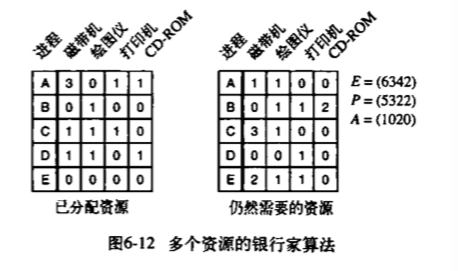 进程 磁带机 绘图仪 打印机 CD-ROM
A 3 0 1 1
B 0 1 0 0
C 1 1 1 0
D 1 1 0 1
E 0 0 0 0
已分配资源
进程 磁带机 绘图仪 打印机 CD-ROM
A 1 1 0 0
B 0 1 1 2
C 3 1 0 0
D 0 0 1 0
E 2 1 1 0
仍然需要的资源
E = (6342)
P = (5322)
A = (1020)
图6-12 多个资源的银行家算法